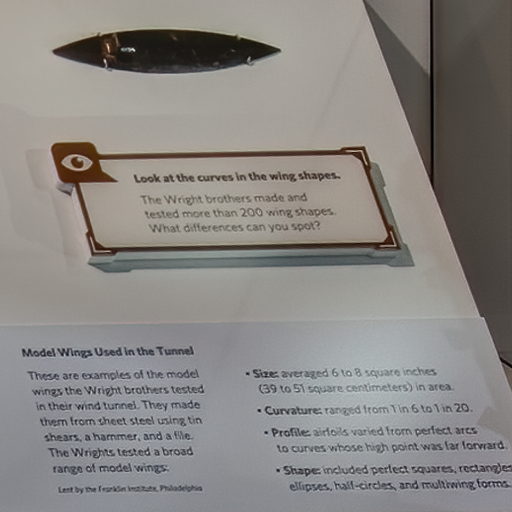 Look at the curves in the wing shapes.
The Wright brothers made and
tested more than 200 wing shapes.
What differences can you spot?
Model Wings Used in the Tunnel
These are examples of the model
wings the Wright brothers tested
in their wind tunnel. They made
them from sheet steel using tin
shears, a hammer, and a file.
The Wrights tested a broad
range of model wings:
Lent by the Franklin Institute, Philadelphia
• Size: averaged 6 to 8 square inches
(39 to 51 square centimeters) in area.
• Curvature: ranged from 1 in 6 to 1 in 20.
• Profile: airfoils varied from perfect arcs
to curves whose high point was far forward.
• Shape: included perfect squares, rectangles,
ellipses, half-circles, and multiwing forms.